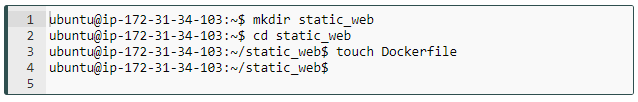 1 ubuntu@ip-172-31-34-103:~$ mkdir static_web
2 ubuntu@ip-172-31-34-103:~$ cd static_web
3 ubuntu@ip-172-31-34-103:~/static_web$ touch Dockerfile
4 ubuntu@ip-172-31-34-103:~/static_web$
5